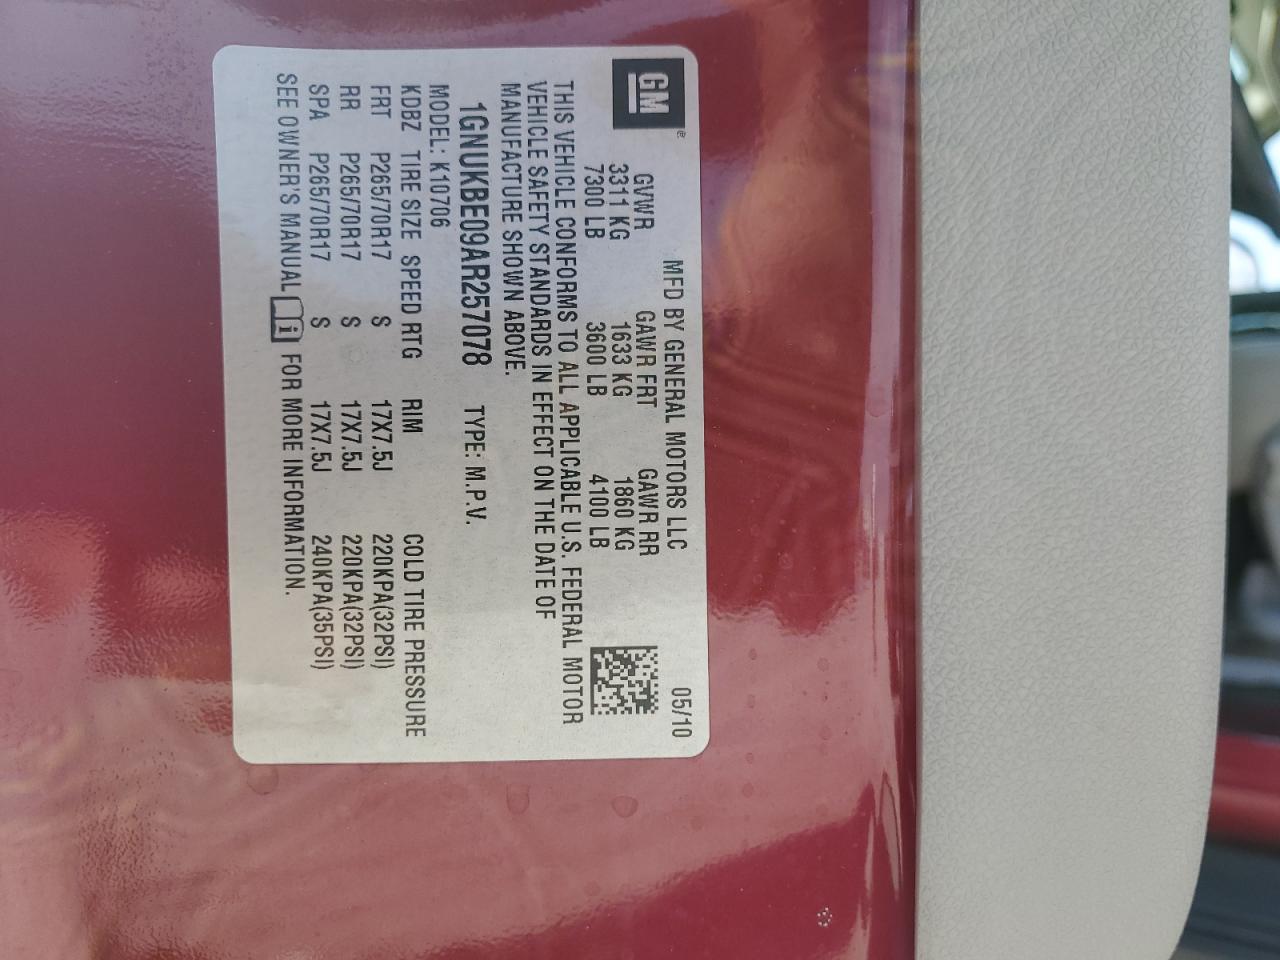 GM
MFD BY GENERAL MOTORS LLC 05/10
GVWR GAWR FRT GAWR RR
3311 KG 1633 KG 1860 KG
7300 LB 3600 LB 4100 LB
THIS VEHICLE CONFORMS TO ALL APPLICABLE U.S. FEDERAL MOTOR
VEHICLE SAFETY STANDARDS IN EFFECT ON THE DATE OF
MANUFACTURE SHOWN ABOVE.
1GNUKBE09AR257078 TYPE: M.P.V.
MODEL: K10706
KDBZ TIRE SIZE SPEED RTG RIM COLD TIRE PRESSURE
FRT P265/70R17 S 17X7.5J 220KPA(32PSI)
RR P265/70R17 S 17X7.5J 220KPA(32PSI)
SPA P265/70R17 S 17X7.5J 240KPA(35PSI)
SEE OWNER'S MANUAL i FOR MORE INFORMATION.